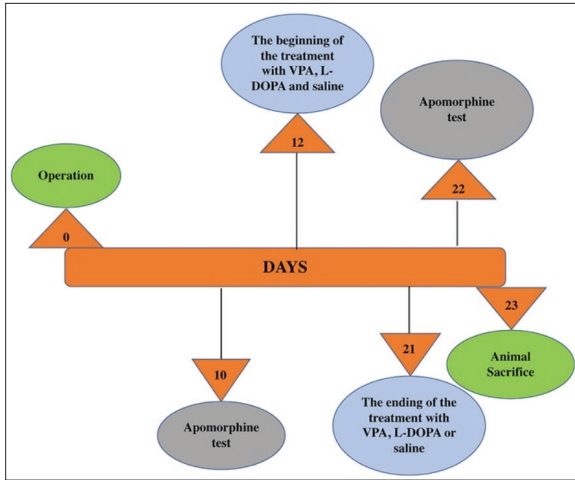 The beginning of
the treatment
with VPA, L-
DOPA and saline
Apomorphine
test
12
Operation
22
0
DAYS
23
21
10
Animal
Sacrifice
Apomorphine
test
The ending of the
treatment with
VPA, L-DOPA or
saline